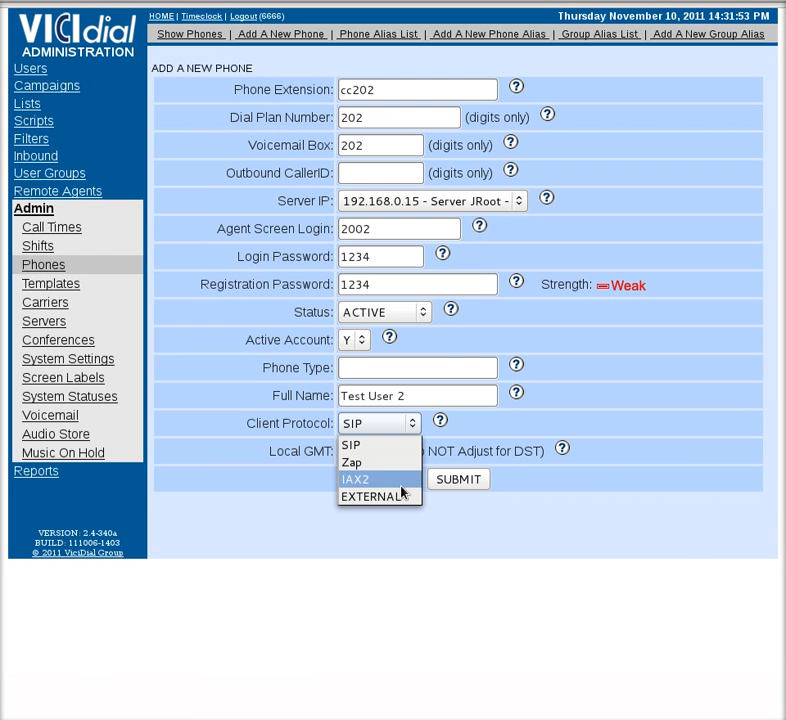 VICIdial
ADMINISTRATION
HOME | Timeclock | Logout (6666)
Thursday November 10, 2011 14:31:53 PM
Show Phones | Add A New Phone | Phone Alias List | Add A New Phone Alias | Group Alias List | Add A New Group Alias
Users
Campaigns
Lists
Scripts
Filters
Inbound
User Groups
Remote Agents
Admin
Call Times
Shifts
Phones
Templates
Carriers
Servers
Conferences
System Settings
Screen Labels
System Statuses
Voicemail
Audio Store
Music On Hold
Reports
VERSION: 2.4-340a
BUILD: 111006-1403
© 2011 ViciDial Group
ADD A NEW PHONE
Phone Extension: cc202 ?
Dial Plan Number: 202 (digits only) ?
Voicemail Box: 202 (digits only) ?
Outbound CallerID: (digits only) ?
Server IP: 192.168.0.15 - Server JRoot - ?
Agent Screen Login: 2002 ?
Login Password: 1234 ?
Registration Password: 1234 ? Strength: Weak
Status: ACTIVE ?
Active Account: Y ?
Phone Type: ?
Full Name: Test User 2 ?
Client Protocol: SIP ?
SIP
Local GMT: NOT Adjust for DST) ?
Zap
IAX2 SUBMIT
EXTERNAL